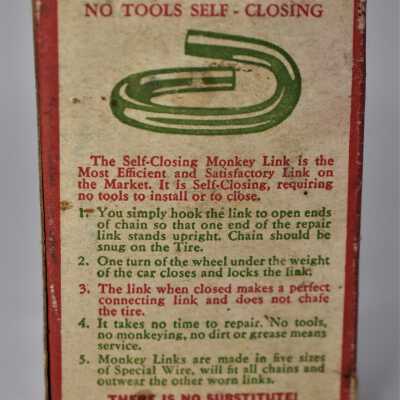 NO TOOLS SELF - CLOSING
The Self-Closing Monkey Link is the
Most Efficient and Satisfactory Link on
the Market. It is Self-Closing, requiring
no tools to install or to close.
1. You simply hook the link to open ends
of chain so that one end of the repair
link stands upright. Chain should be
snug on the Tire.
2. One turn of the wheel under the weight
of the car closes and locks the link.
3. The link when closed makes a perfect
connecting link and does not chafe
the tire.
4. It takes no time to repair. No tools,
no monkeying, no dirt or grease means
service.
5. Monkey Links are made in five sizes
of Special Wire, will fit all chains and
outwear the other worn links.
THERE IS NO SUBSTITUTE!